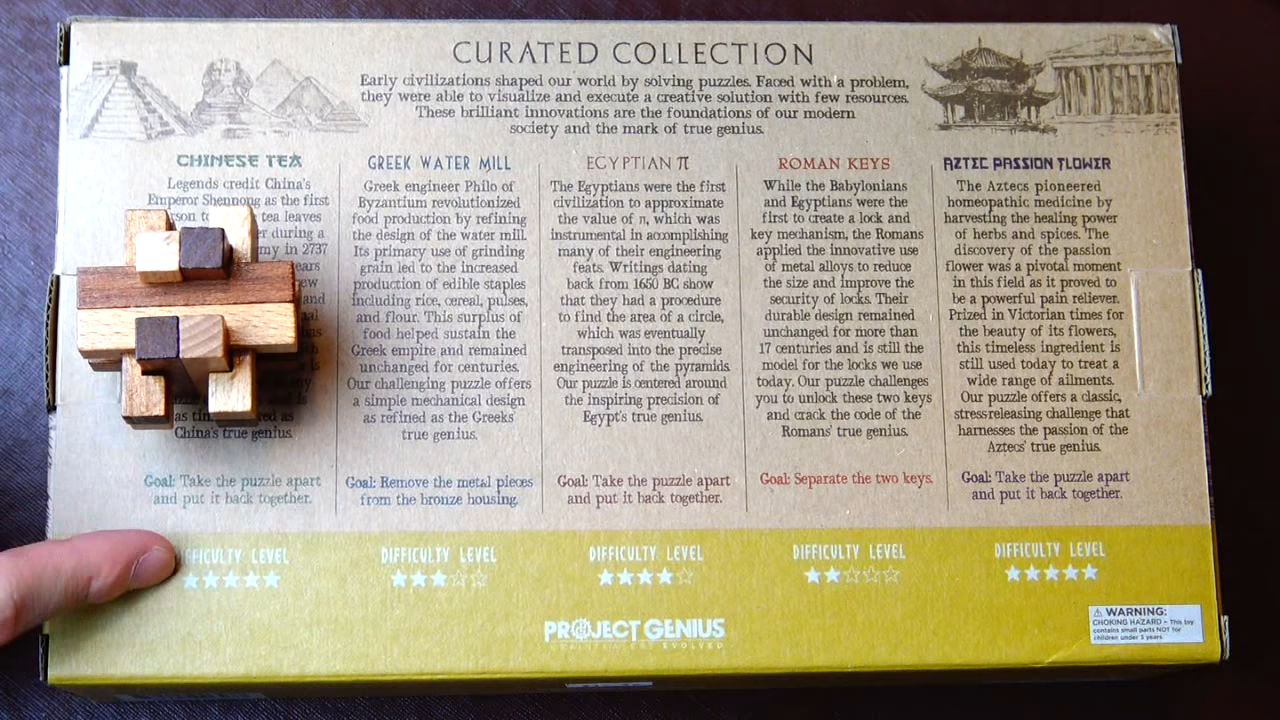 CURATED COLLECTION
Early civilizations shaped our world by solving puzzles. Faced with a problem,
they were able to visualize and execute a creative solution with few resources.
These brilliant innovations are the foundations of our modern
society and the mark of true genius.
CHINESE TEA
Legends credit China's
Emperor Shennong as the first
tea leaves
during a
in 2737
and
China's true genius.
Goal: Take the puzzle apart
and put it back together.
GREEK WATER MILL
Greek engineer Philo of
Byzantium revolutionized
food production by refining
the design of the water mill.
Its primary use of grinding
grain led to the increased
production of edible staples
including rice, cereal, pulses,
and flour. This surplus of
food helped sustain the
Greek empire and remained
unchanged for centuries.
Our challenging puzzle offers
a simple mechanical design
as refined as the Greeks'
true genius.
Goal: Remove the metal pieces
from the bronze housing.
EGYPTIAN π
The Egyptians were the first
civilization to approximate
the value of π, which was
instrumental in accomplishing
many of their engineering
feats. Writings dating
back from 1650 BC show
that they had a procedure
to find the area of a circle,
which was eventually
transposed into the precise
engineering of the pyramids.
Our puzzle is centered around
the inspiring precision of
Egypt's true genius.
Goal: Take the puzzle apart
and put it back together.
ROMAN KEYS
While the Babylonians
and Egyptians were the
first to create a lock and
key mechanism, the Romans
applied the innovative use
of metal alloys to reduce
the size and improve the
security of locks. Their
durable design remained
unchanged for more than
17 centuries and is still the
model for the locks we use
today. Our puzzle challenges
you to unlock these two keys
and crack the code of the
Romans' true genius.
Goal: Separate the two keys.
AZTEC PASSION FLOWER
The Aztecs pioneered
homeopathic medicine by
harvesting the healing power
of herbs and spices. The
discovery of the passion
flower was a pivotal moment
in this field as it proved to
be a powerful pain reliever.
Prized in Victorian times for
the beauty of its flowers,
this timeless ingredient is
still used today to treat a
wide range of ailments.
Our puzzle offers a classic,
stress-releasing challenge that
harnesses the passion of the
Aztecs' true genius.
Goal: Take the puzzle apart
and put it back together.
LEVEL
DIFFICULTY LEVEL
DIFFICULTY LEVEL
DIFFICULTY LEVEL
DIFFICULTY LEVEL
PROJECT GENIUS
EVOLVED
WARNING:
CHOKING HAZARD - This toy
contains small parts NOT for
children under 3 years.